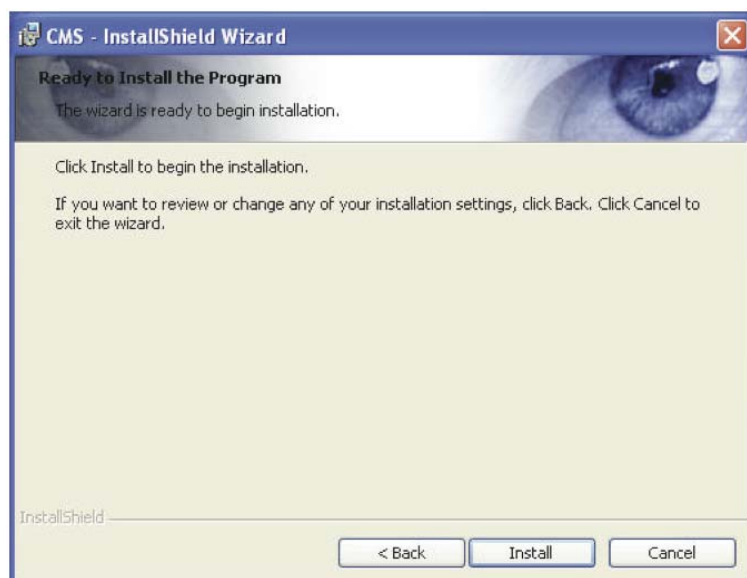 CMS - InstallShield Wizard
Ready to Install the Program
The wizard is ready to begin installation.
Click Install to begin the installation.
If you want to review or change any of your installation settings, click Back. Click Cancel to
exit the wizard.
InstallShield
< Back Install Cancel